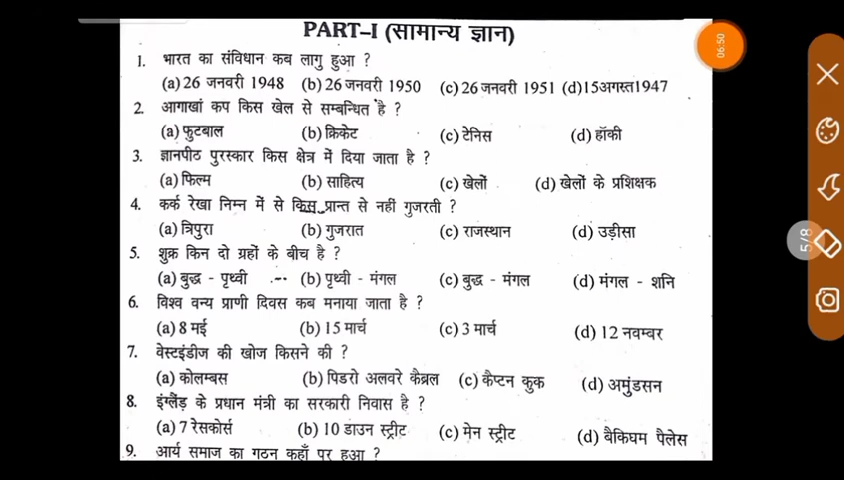 PART–I (सामान्य ज्ञान)
1. भारत का संविधान कब लागु हुआ ?
(a) 26 जनवरी 1948 (b) 26 जनवरी 1950 (c) 26 जनवरी 1951 (d)15अगस्त1947
2. आगाखां कप किस खेल से सम्बन्धित है ?
(a) फुटबाल (b) क्रिकेट (c) टेनिस (d) हॉकी
3. ज्ञानपीठ पुरस्कार किस क्षेत्र में दिया जाता है ?
(a) फिल्म (b) साहित्य (c) खेलों (d) खेलों के प्रशिक्षक
4. कर्क रेखा निम्न में से किस प्रान्त से नहीं गुजरती ?
(a) त्रिपुरा (b) गुजरात (c) राजस्थान (d) उड़ीसा
5. शुक्र किन दो ग्रहों के बीच है ?
(a) बुद्ध - पृथ्वी (b) पृथ्वी - मंगल (c) बुद्ध - मंगल (d) मंगल - शनि
6. विश्व वन्य प्राणी दिवस कब मनाया जाता है ?
(a) 8 मई (b) 15 मार्च (c) 3 मार्च (d) 12 नवम्बर
7. वेस्टइंडीज की खोज किसने की ?
(a) कोलम्बस (b) पिडरो अलवरे कैब्रल (c) कैप्टन कुक (d) अमुंडसन
8. इंग्लैंड़ के प्रधान मंत्री का सरकारी निवास है ?
(a) 7 रेसकोर्स (b) 10 डाउन स्ट्रीट (c) मेन स्ट्रीट (d) बैकिघम पैलेस
9. आर्य समाज का गठन कहाँ पर हुआ ?
06:50
5/8